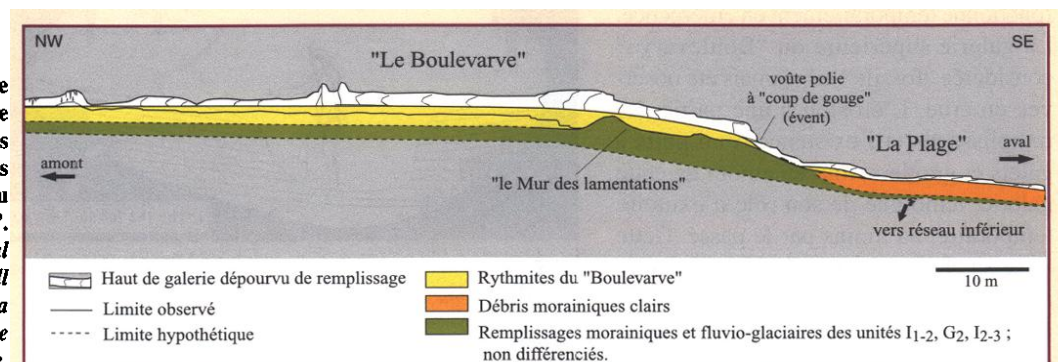 NW
SE
"Le Boulevarve"
voûte polie
à "coup de gouge"
(évent)
"La Plage"
aval
amont
"le Mur des lamentations"
vers réseau inférieur
Haut de galerie dépourvu de remplissage
Limite observé
Limite hypothétique
Rythmites du "Boulevarve"
Débris morainiques clairs
Remplissages morainiques et fluvio-glaciaires des unités I1-2, G2, I2-3 ;
non différenciés.
10 m